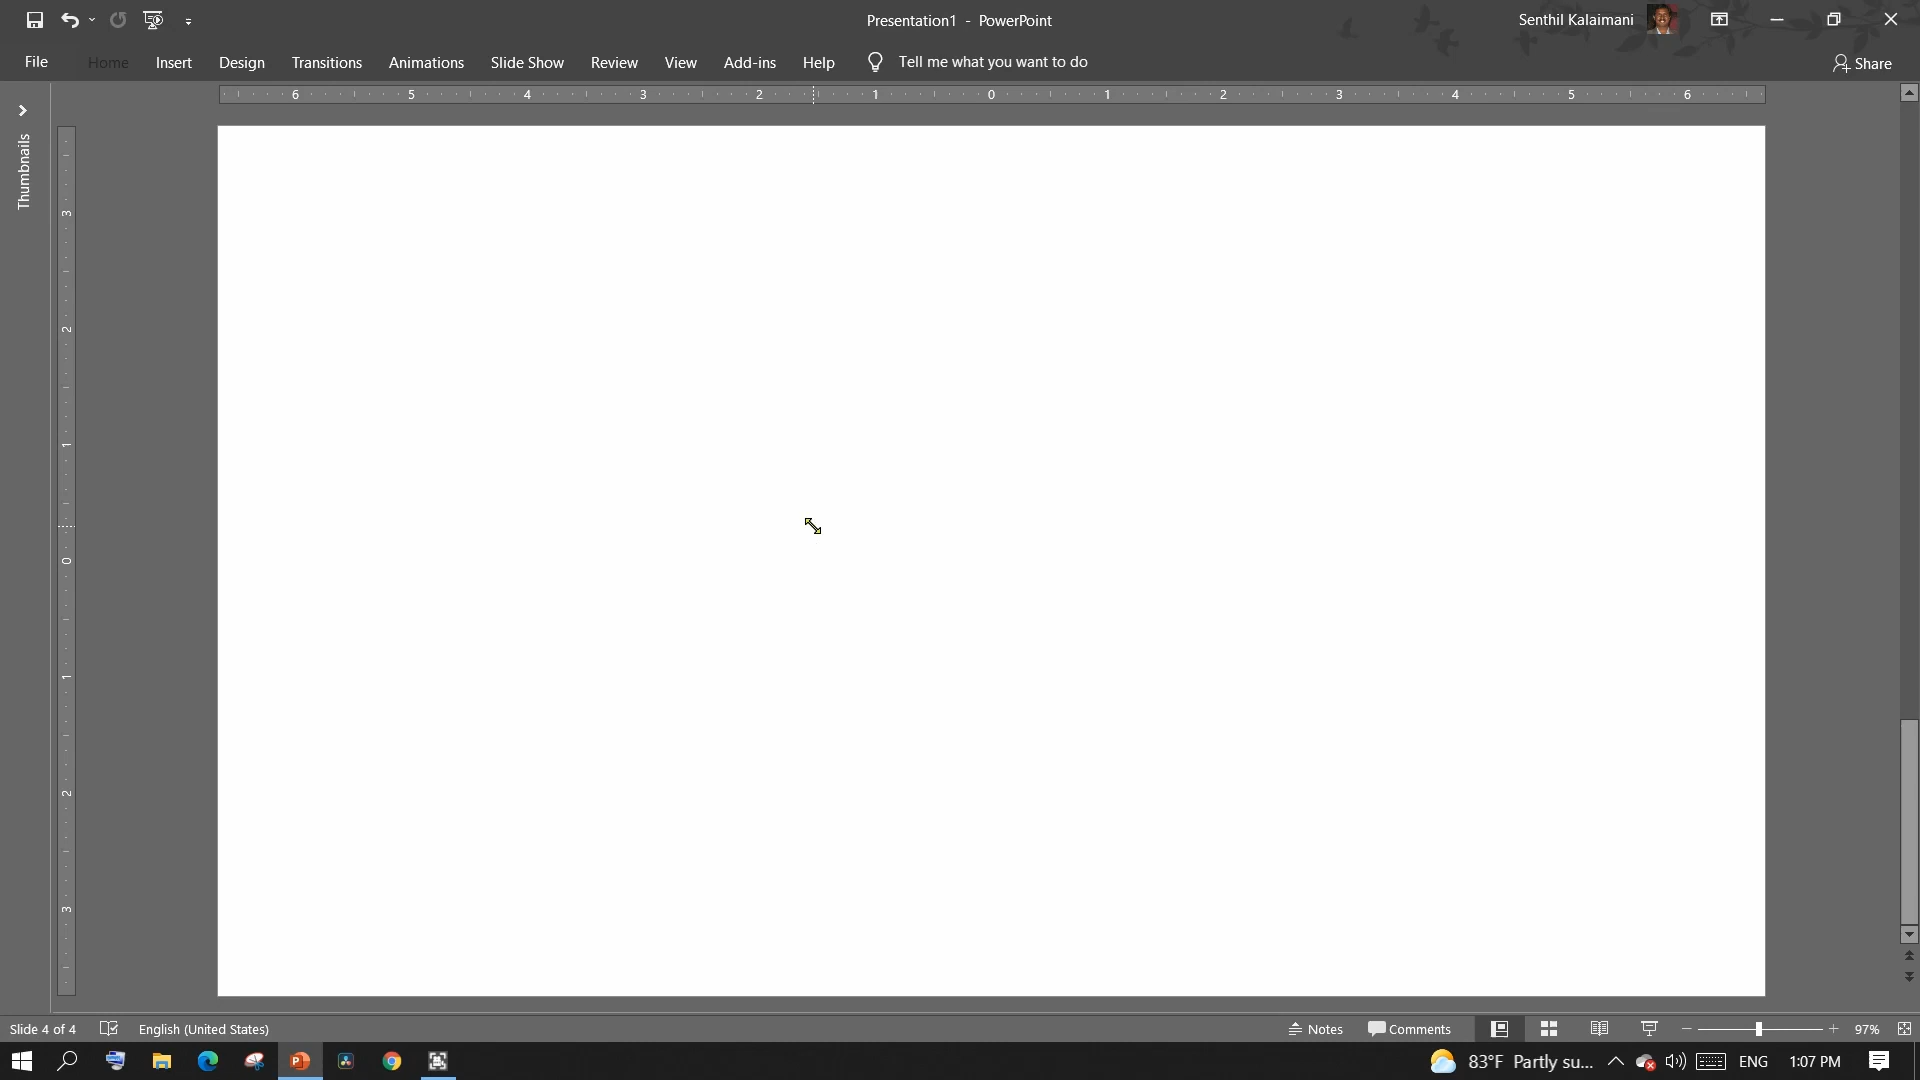 Presentation1 - PowerPoint
Senthil Kalaimani
File Home Insert Design Transitions Animations Slide Show Review View Add-ins Help Tell me what you want to do Share
6 5 4 3 2 1 0 1 2 3 4 5 6
Thumbnails
3
2
1
0
1
2
3
Slide 4 of 4 English (United States) Notes Comments 97%
83°F Partly su... ENG 1:07 PM